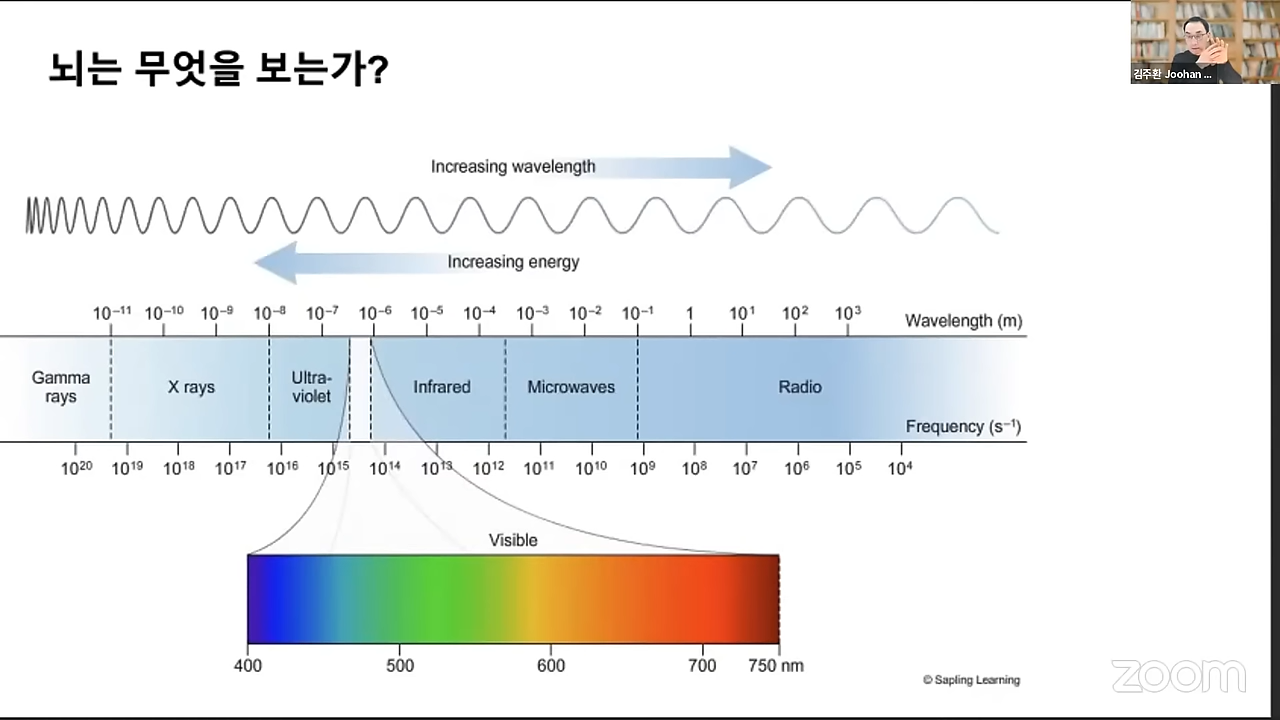 뇌는 무엇을 보는가?
김주환 Joohan ...
Increasing wavelength
Increasing energy
10⁻¹¹ 10⁻¹⁰ 10⁻⁹ 10⁻⁸ 10⁻⁷ 10⁻⁶ 10⁻⁵ 10⁻⁴ 10⁻³ 10⁻² 10⁻¹ 1 10¹ 10² 10³ Wavelength (m)
Gamma
rays
X rays
Ultra-
violet
Infrared
Microwaves
Radio
Frequency (s⁻¹)
10²⁰ 10¹⁹ 10¹⁸ 10¹⁷ 10¹⁶ 10¹⁵ 10¹⁴ 10¹³ 10¹² 10¹¹ 10¹⁰ 10⁹ 10⁸ 10⁷ 10⁶ 10⁵ 10⁴
Visible
400 500 600 700 750 nm
© Sapling Learning
zoom